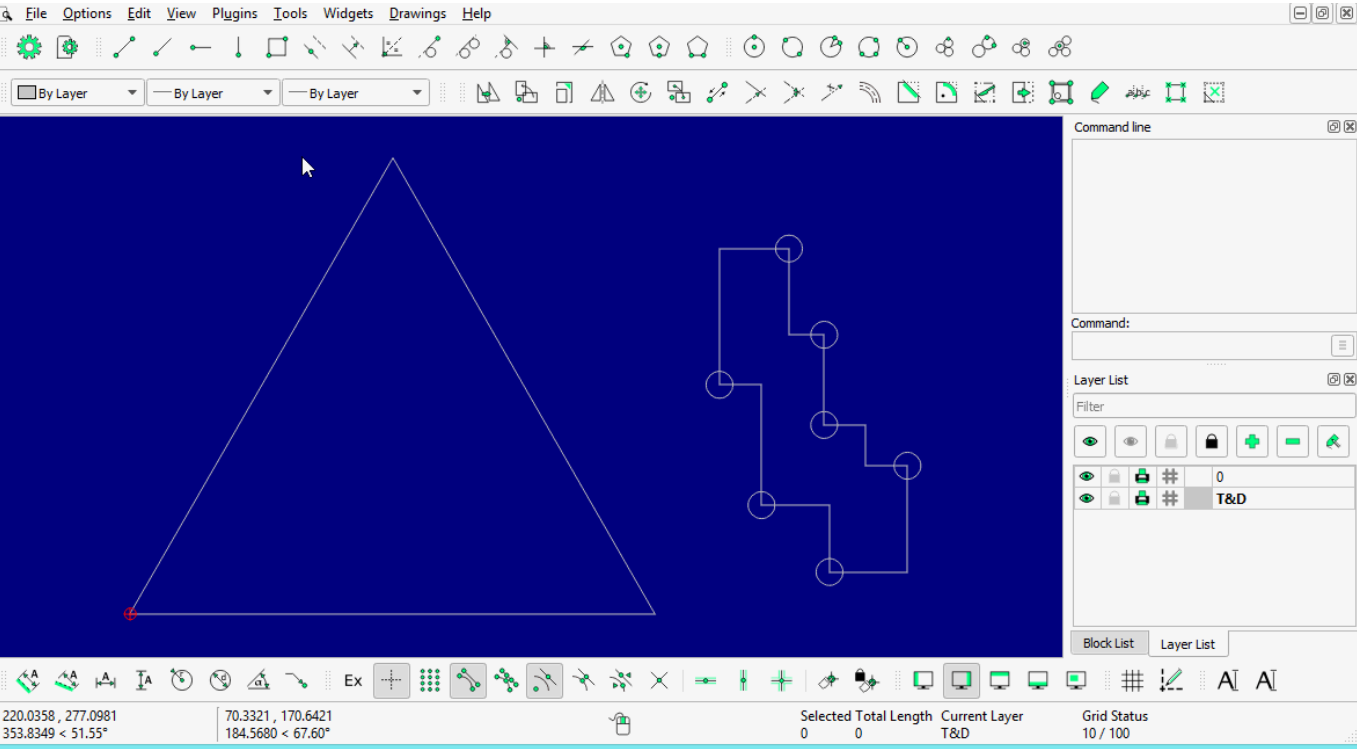 File Options Edit View Plugins Tools Widgets Drawings Help
By Layer By Layer By Layer
Command line
Command:
Layer List
Filter
0
T&D
Block List Layer List
Ex
220.0358 , 277.0981 70.3321 , 170.6421 Selected Total Length Current Layer Grid Status
353.8349 < 51.55° 184.5680 < 67.60° 0 0 T&D 10 / 100